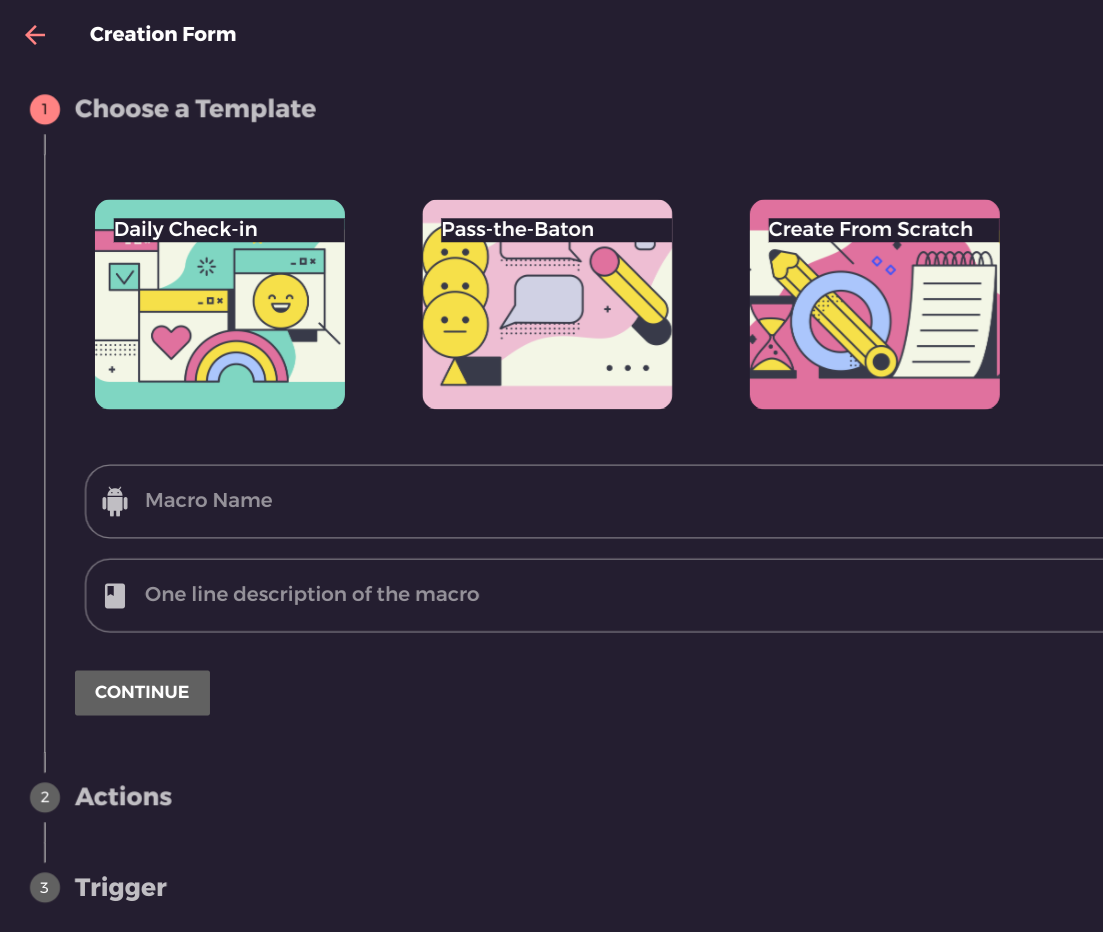 Creation Form
1 Choose a Template
Daily Check-in
Pass-the-Baton
Create From Scratch
Macro Name
One line description of the macro
CONTINUE
2 Actions
3 Trigger